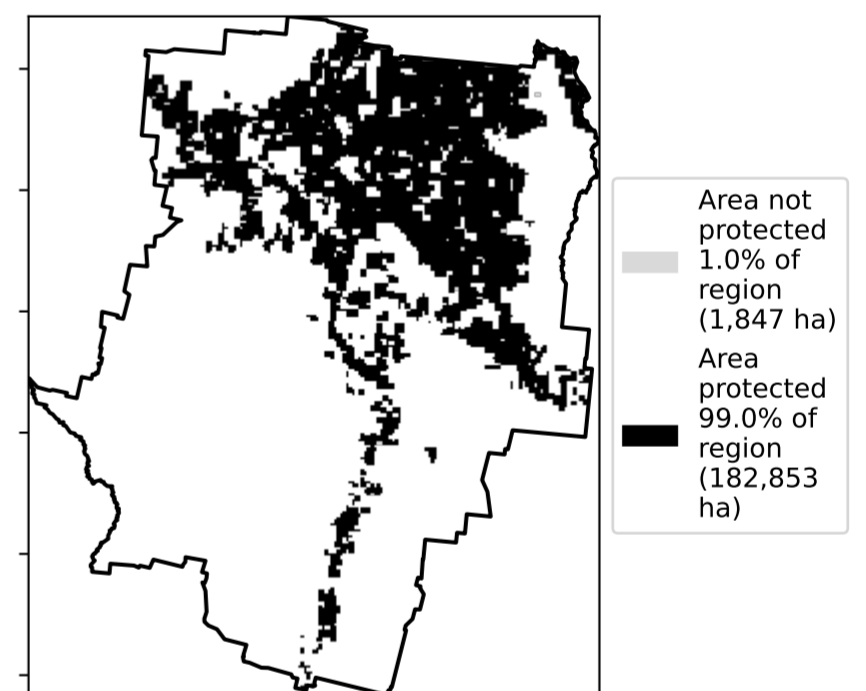 Area not
protected
1.0% of
region
(1,847 ha)
Area
protected
99.0% of
region
(182,853
ha)